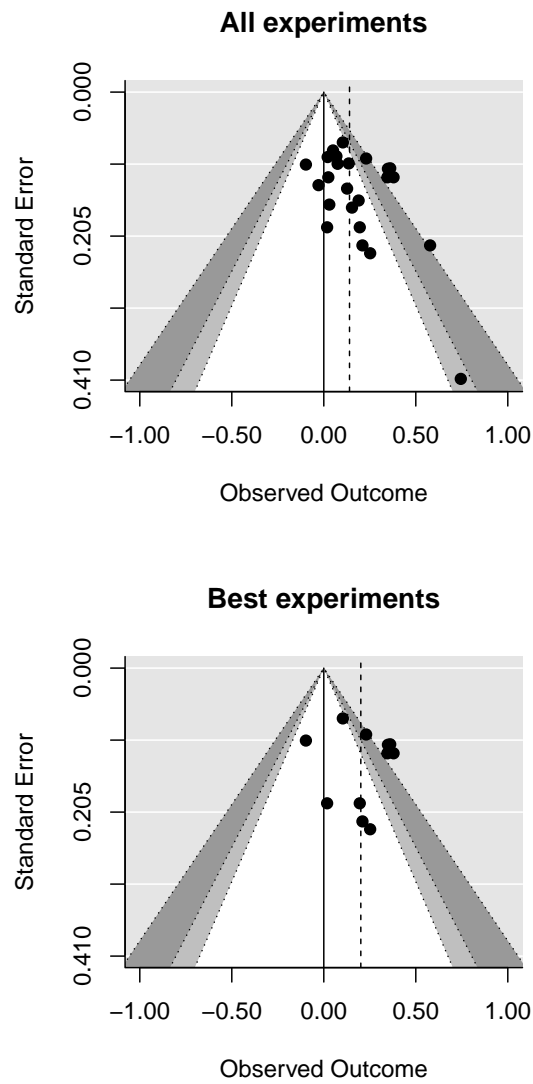 All experiments
Standard Error
0.000
0.205
0.410
−1.00 −0.50 0.00 0.50 1.00
Observed Outcome
Best experiments
Standard Error
0.000
0.205
0.410
−1.00 −0.50 0.00 0.50 1.00
Observed Outcome